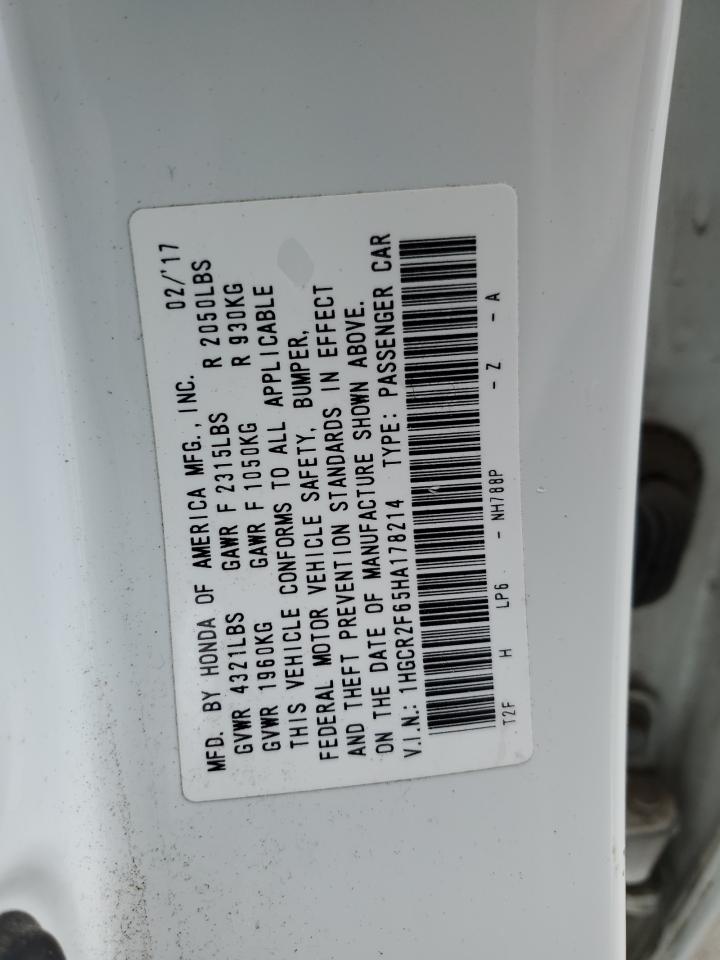 MFD. BY HONDA OF AMERICA MFG., INC. 02/'17
GVWR 4321LBS GAWR F 2315LBS R 2050LBS
GVWR 1960KG GAWR F 1050KG R 930KG
THIS VEHICLE CONFORMS TO ALL APPLICABLE
FEDERAL MOTOR VEHICLE SAFETY, BUMPER,
AND THEFT PREVENTION STANDARDS IN EFFECT
ON THE DATE OF MANUFACTURE SHOWN ABOVE.
V.I.N.: 1HGCR2F65HA178214 TYPE: PASSENGER CAR
T2F H LP6 - NH788P - Z - A